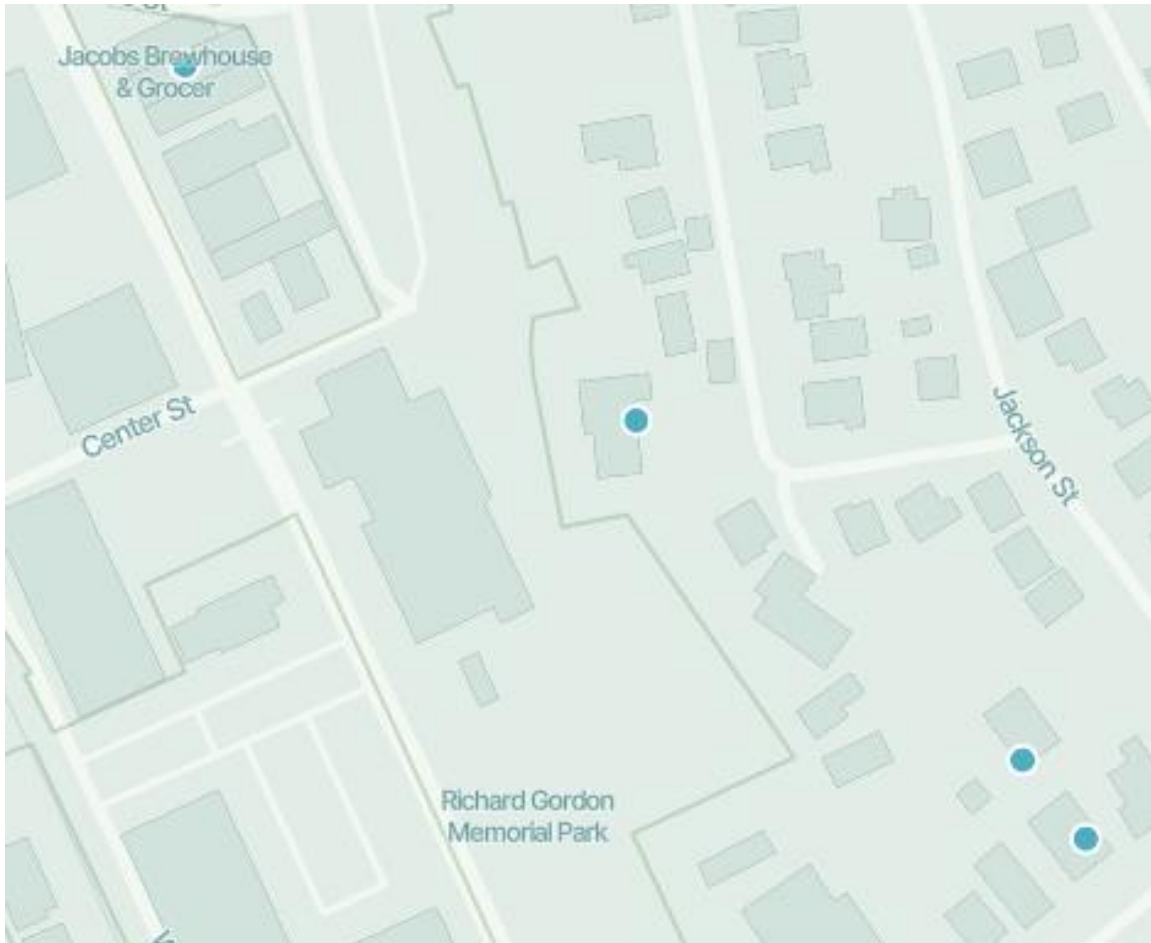 Jacobs Brewhouse
& Grocer
Center St
Jackson St
Richard Gordon
Memorial Park